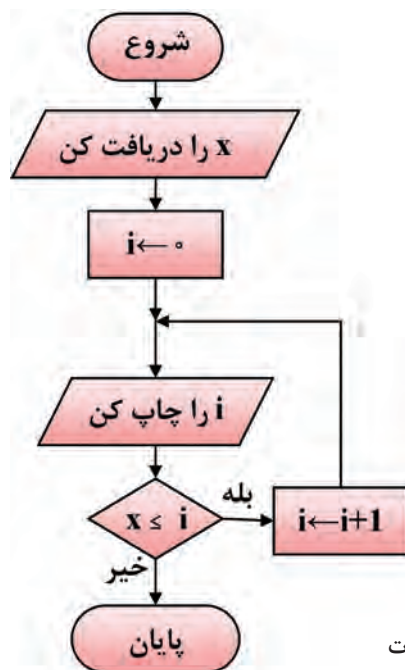 شروع
x را دریافت کن
i←۰
i را چاپ کن
x ≤ i
بله
i←i+1
خیر
پایان
ت